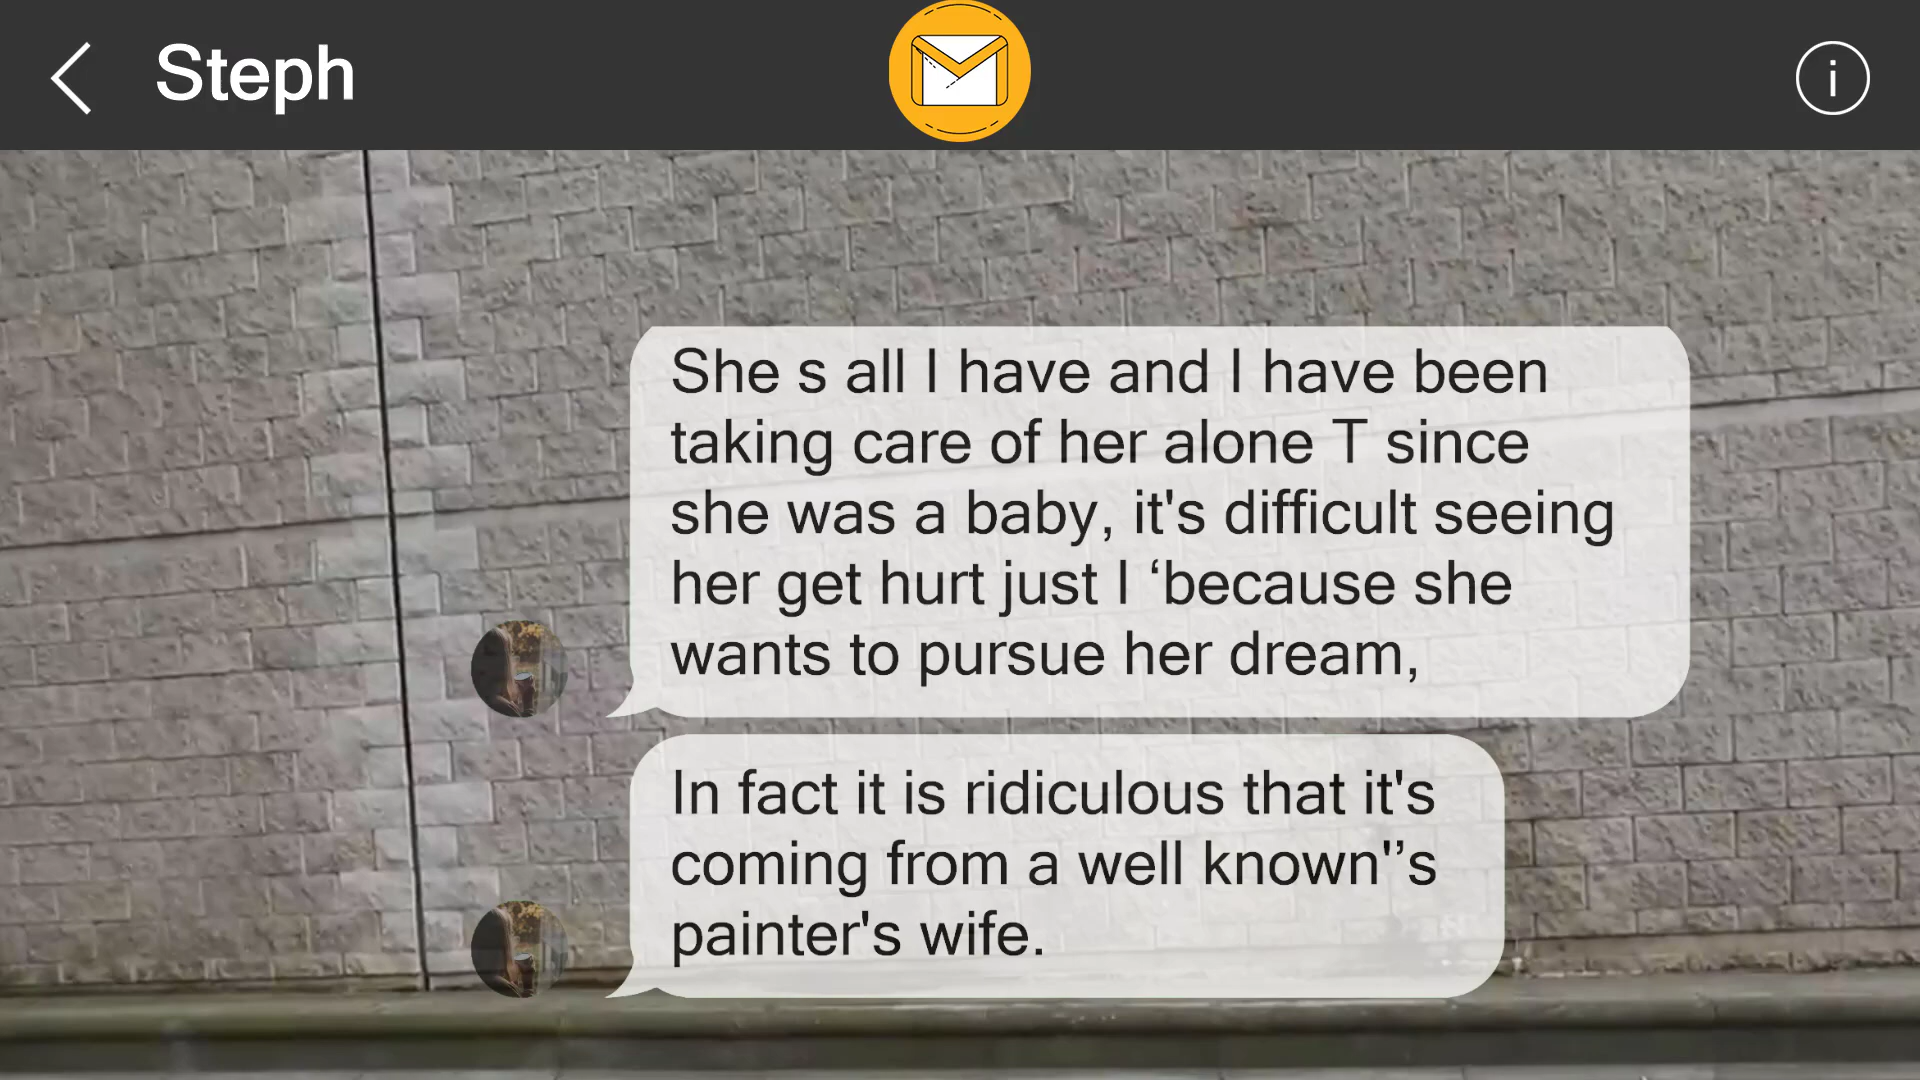 Steph
i
She s all I have and I have been
taking care of her alone T since
she was a baby, it's difficult seeing
her get hurt just I ‘because she
wants to pursue her dream,
In fact it is ridiculous that it's
coming from a well known'’s
painter's wife.